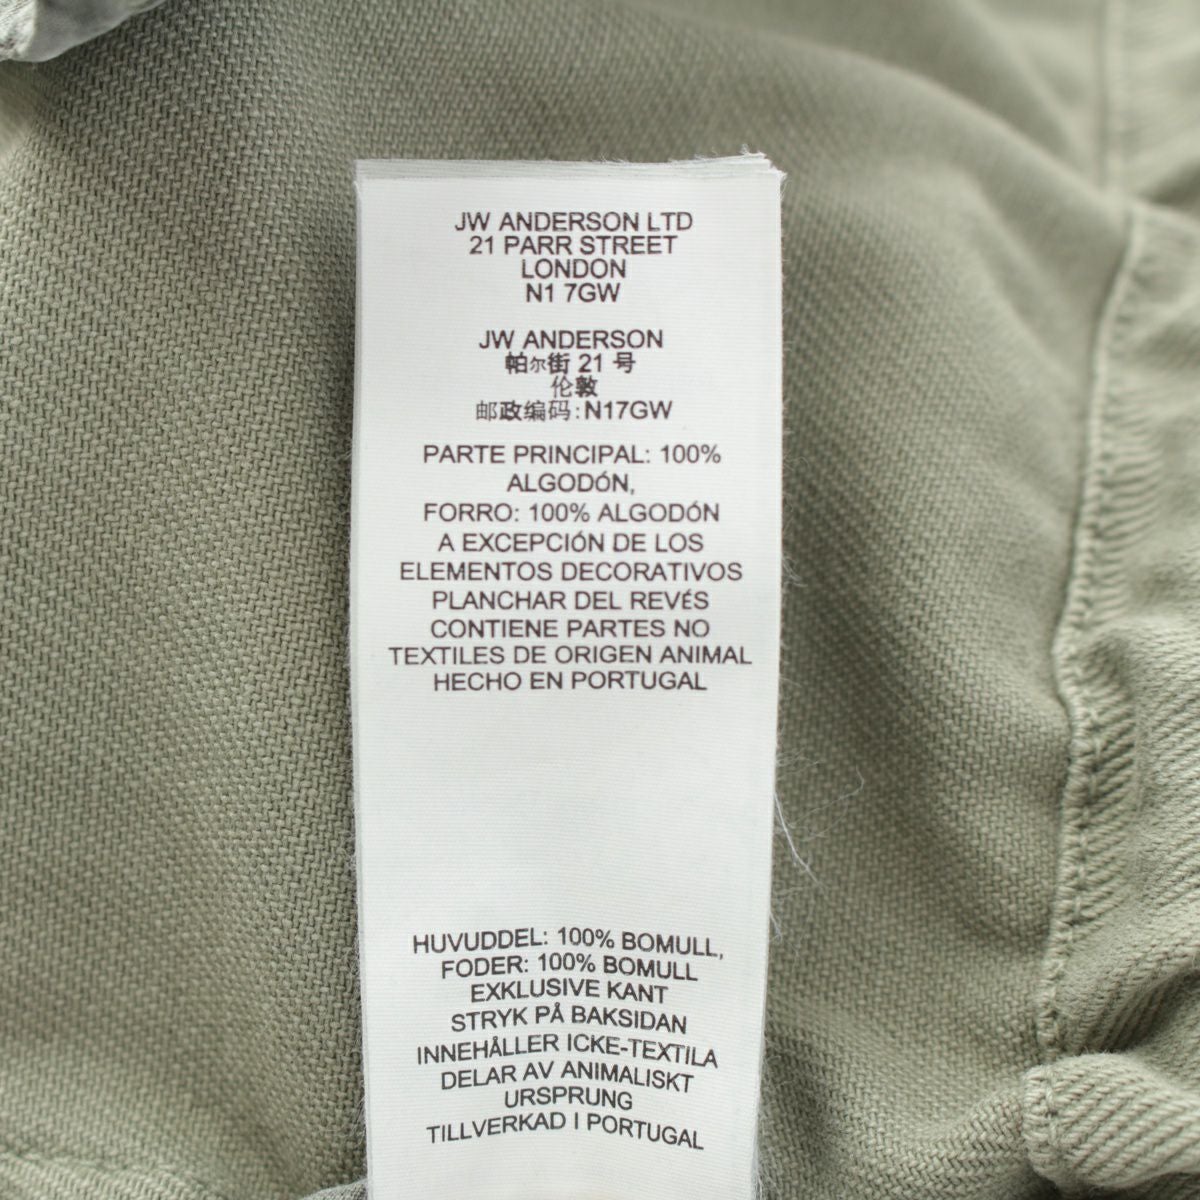 JW ANDERSON LTD
21 PARR STREET
LONDON
N1 7GW
JW ANDERSON
帕尔街 21 号
伦敦
邮政编码: N17GW
PARTE PRINCIPAL: 100%
ALGODÓN,
FORRO: 100% ALGODÓN
A EXCEPCIÓN DE LOS
ELEMENTOS DECORATIVOS
PLANCHAR DEL REVÉS
CONTIENE PARTES NO
TEXTILES DE ORIGEN ANIMAL
HECHO EN PORTUGAL
HUVUDDEL: 100% BOMULL,
FODER: 100% BOMULL
EXKLUSIVE KANT
STRYK PÅ BAKSIDAN
INNEHÅLLER ICKE-TEXTILA
DELAR AV ANIMALISKT
URSPRUNG
TILLVERKAD I PORTUGAL